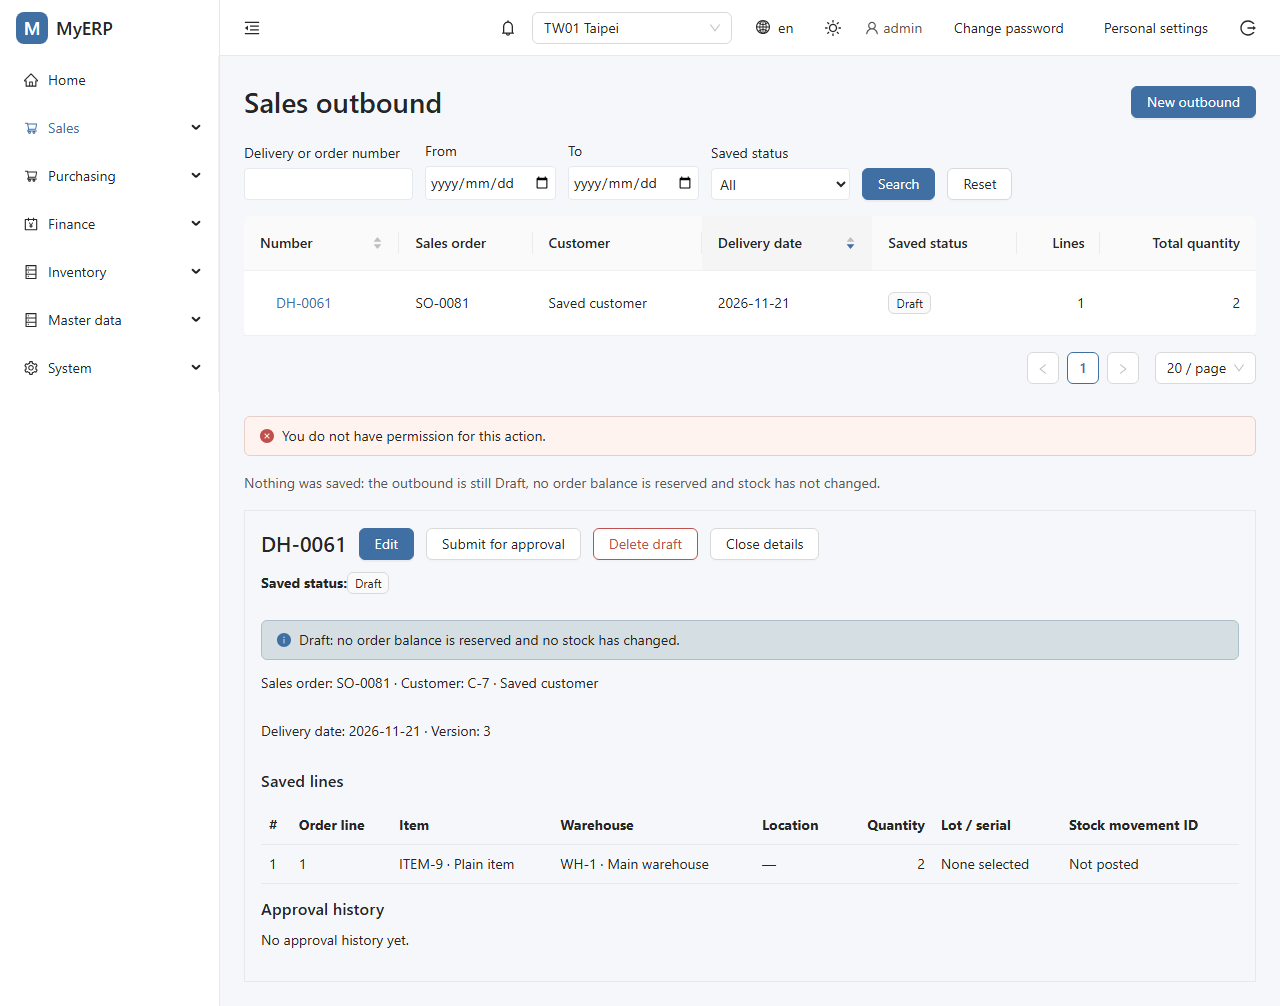 M MyERP
TW01 Taipei
en
admin
Change password
Personal settings
Home
Sales
Purchasing
Finance
Inventory
Master data
System
Sales outbound
New outbound
Delivery or order number
From
To
Saved status
yyyy/mm/dd
yyyy/mm/dd
All
Search
Reset
Number Sales order Customer Delivery date Saved status Lines Total quantity
DH-0061 SO-0081 Saved customer 2026-11-21 Draft 1 2
< 1 > 20 / page
You do not have permission for this action.
Nothing was saved: the outbound is still Draft, no order balance is reserved and stock has not changed.
DH-0061 Edit Submit for approval Delete draft Close details
Saved status: Draft
Draft: no order balance is reserved and no stock has changed.
Sales order: SO-0081 · Customer: C-7 · Saved customer
Delivery date: 2026-11-21 · Version: 3
Saved lines
# Order line Item Warehouse Location Quantity Lot / serial Stock movement ID
1 1 ITEM-9 · Plain item WH-1 · Main warehouse — 2 None selected Not posted
Approval history
No approval history yet.